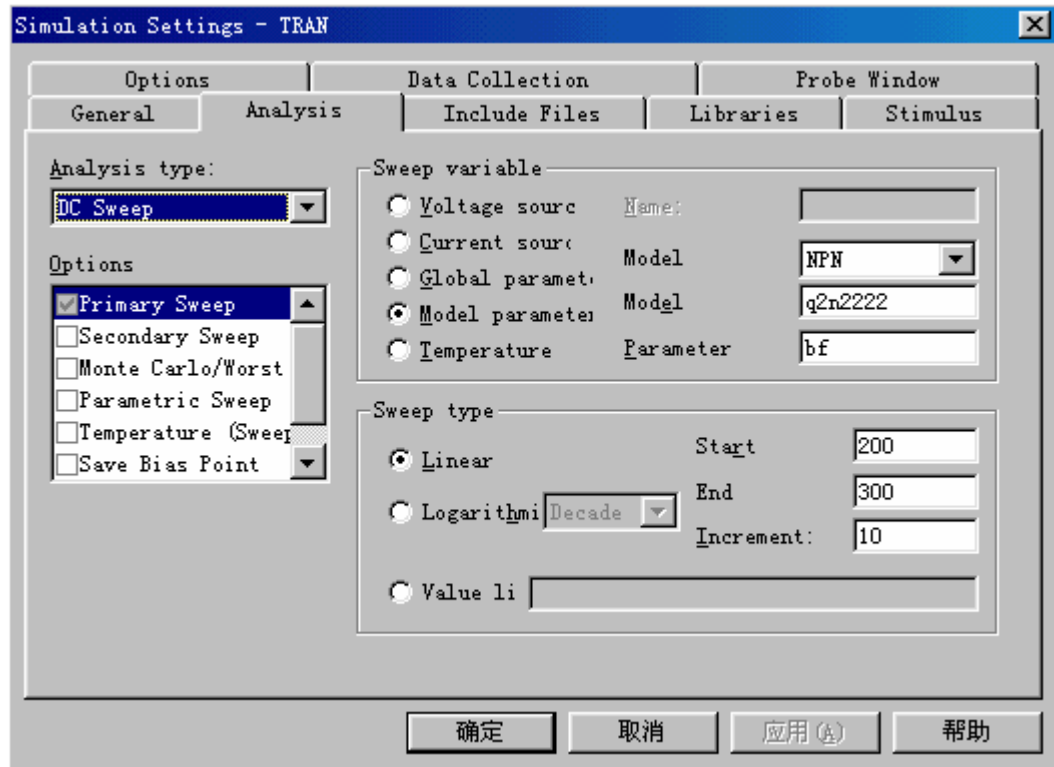 Simulation Settings - TRAN
Options Data Collection Probe Window
General Analysis Include Files Libraries Stimulus
Analysis type:
DC Sweep
Options
Primary Sweep
Secondary Sweep
Monte Carlo/Worst
Parametric Sweep
Temperature (Sweep
Save Bias Point
Sweep variable
Voltage sourc
Name:
Current sourc
Model NPN
Global paramet
Model parameter
Model q2n2222
Temperature
Parameter bf
Sweep type
Linear
Start 200
Logarithmi Decade
End 300
Increment: 10
Value li
确定 取消 应用(A) 帮助